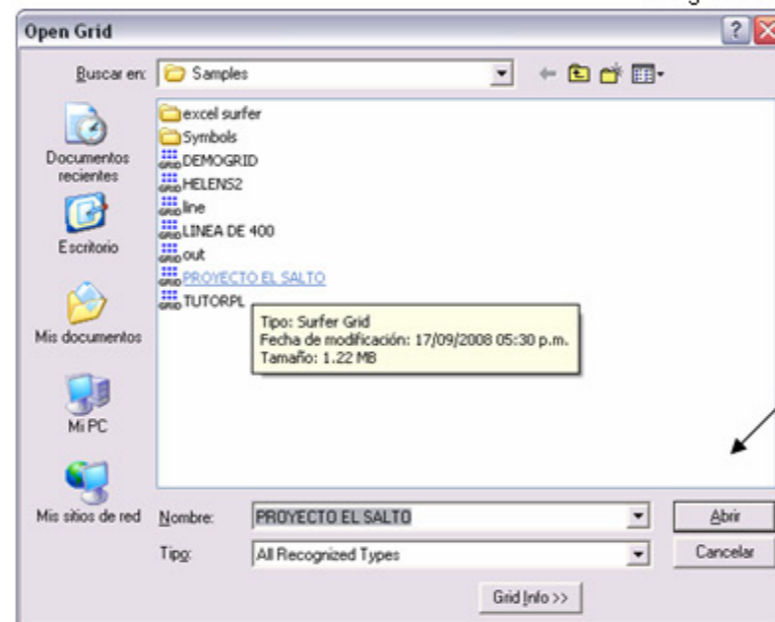 Open Grid
Buscar en:
Samples
Documentos
recientes
Escritorio
Mis documentos
Mi PC
Mis sitios de red
excel surfer
Symbols
DEMOGRID
HELENS2
line
LINEA DE 400
out
PROYECTO EL SALTO
TUTORPL
Tipo: Surfer Grid
Fecha de modificación: 17/09/2008 05:30 p.m.
Tamaño: 1.22 MB
Nombre:
PROYECTO EL SALTO
Abrir
Tipo:
All Recognized Types
Cancelar
Grid Info >>